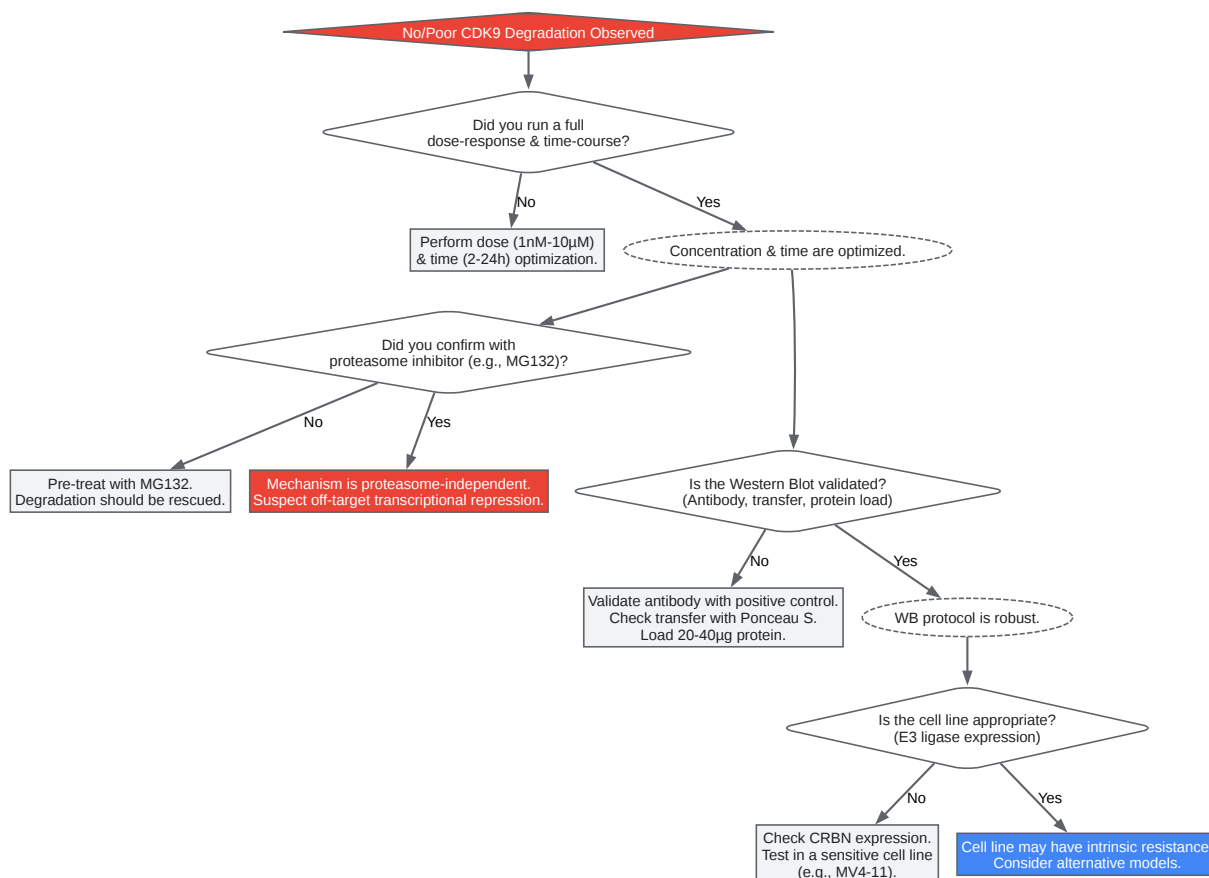 No/Poor CDK9 Degradation Observed
Did you run a full
dose-response & time-course?
No
Yes
Perform dose (1nM-10µM)
& time (2-24h) optimization.
Concentration & time are optimized.
Did you confirm with
proteasome inhibitor (e.g., MG132)?
No
Yes
Pre-treat with MG132.
Degradation should be rescued.
Mechanism is proteasome-independent.
Suspect off-target transcriptional repression.
Is the Western Blot validated?
(Antibody, transfer, protein load)
No
Yes
Validate antibody with positive control.
Check transfer with Ponceau S.
Load 20-40µg protein.
WB protocol is robust.
Is the cell line appropriate?
(E3 ligase expression)
No
Yes
Check CRBN expression.
Test in a sensitive cell line
(e.g., MV4-11).
Cell line may have intrinsic resistance
Consider alternative models.